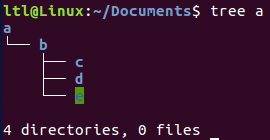 ltl@Linux:~/Documents$ tree a
a
└── b
    ├── c
    ├── d
    └── e

4 directories, 0 files